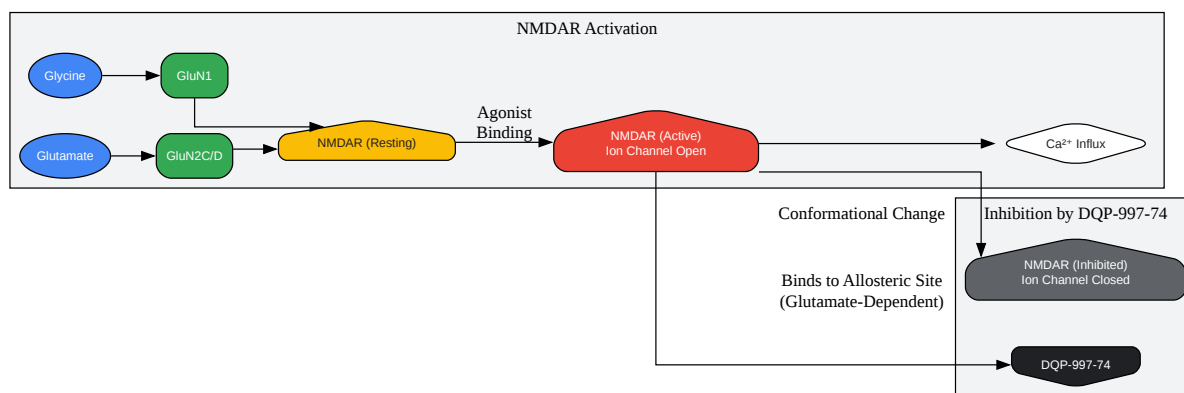 NMDAR Activation
Glycine
GluN1
Glutamate
GluN2C/D
NMDAR (Resting)
Agonist
Binding
NMDAR (Active)
Ion Channel Open
Ca²⁺ Influx
Conformational Change
Inhibition by DQP-997-74
NMDAR (Inhibited)
Ion Channel Closed
Binds to Allosteric Site
(Glutamate-Dependent)
DQP-997-74